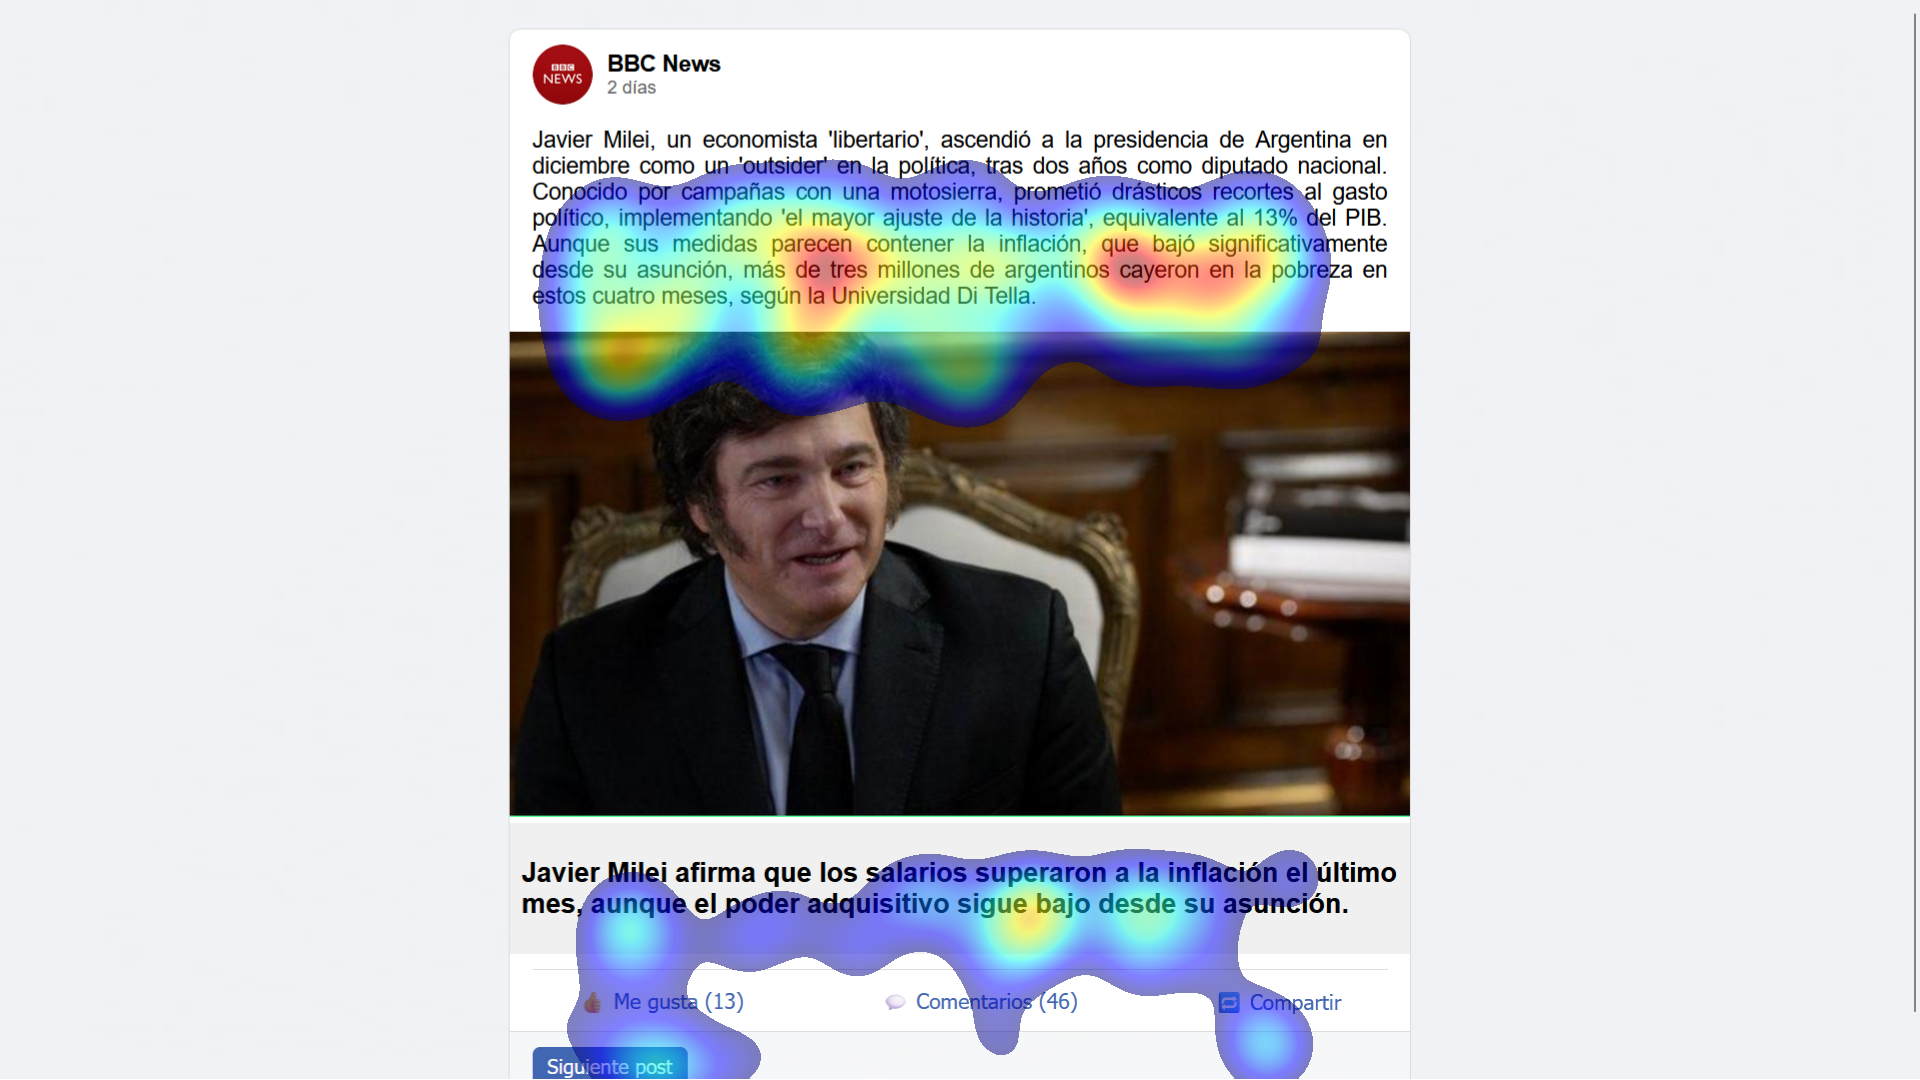 BBC
NEWS
BBC News
2 días
Javier Milei, un economista 'libertario', ascendió a la presidencia de Argentina en
diciembre como un 'outsider' en la política, tras dos años como diputado nacional.
Conocido por campañas con una motosierra, prometió drásticos recortes al gasto
político, implementando 'el mayor ajuste de la historia', equivalente al 13% del PIB.
Aunque sus medidas parecen contener la inflación, que bajó significativamente
desde su asunción, más de tres millones de argentinos cayeron en la pobreza en
estos cuatro meses, según la Universidad Di Tella.
Javier Milei afirma que los salarios superaron a la inflación el último
mes, aunque el poder adquisitivo sigue bajo desde su asunción.
Me gusta (13)
Comentarios (46)
Compartir
Siguiente post